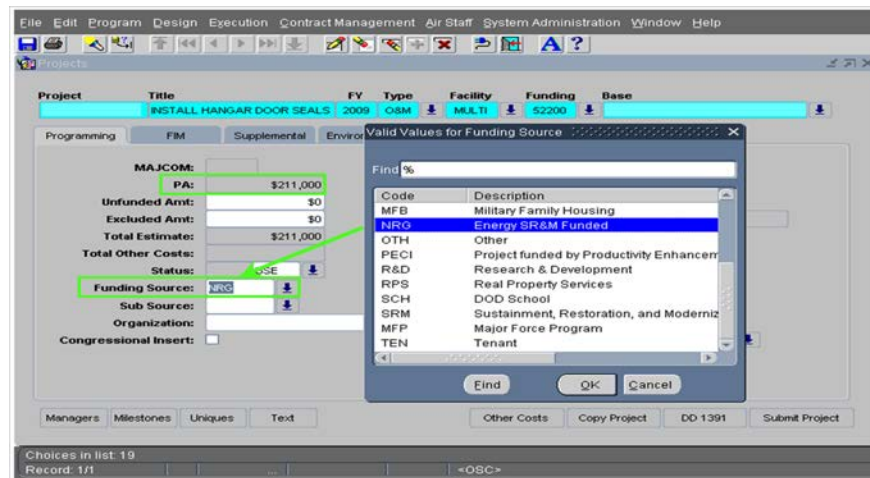 File Edit Program Design Execution Contract Management Air Staff System Administration Window Help
Projects
Project Title FY Type Facility Funding Base
INSTALL HANGAR DOOR SEALS 2009 O&M MULTI 52200
Programming FIM Supplemental Environ
Valid Values for Funding Source
MAJCOM:
PA: $211,000
Unfunded Amt: $0
Excluded Amt: $0
Total Estimate: $211,000
Total Other Costs:
Status: OSE
Funding Source: NRG
Sub Source:
Organization:
Congressional Insert:
Find %
Code Description
MFB Military Family Housing
NRG Energy SR&M Funded
OTH Other
PECI Project funded by Productivity Enhancem
R&D Research & Development
RPS Real Property Services
SCH DOD School
SRM Sustainment, Restoration, and Moderniz
MFP Major Force Program
TEN Tenant
Find OK Cancel
Managers Milestones Uniques Text Other Costs Copy Project DD 1391 Submit Project
Choices in list: 19
Record: 1/1 ... <OSC>